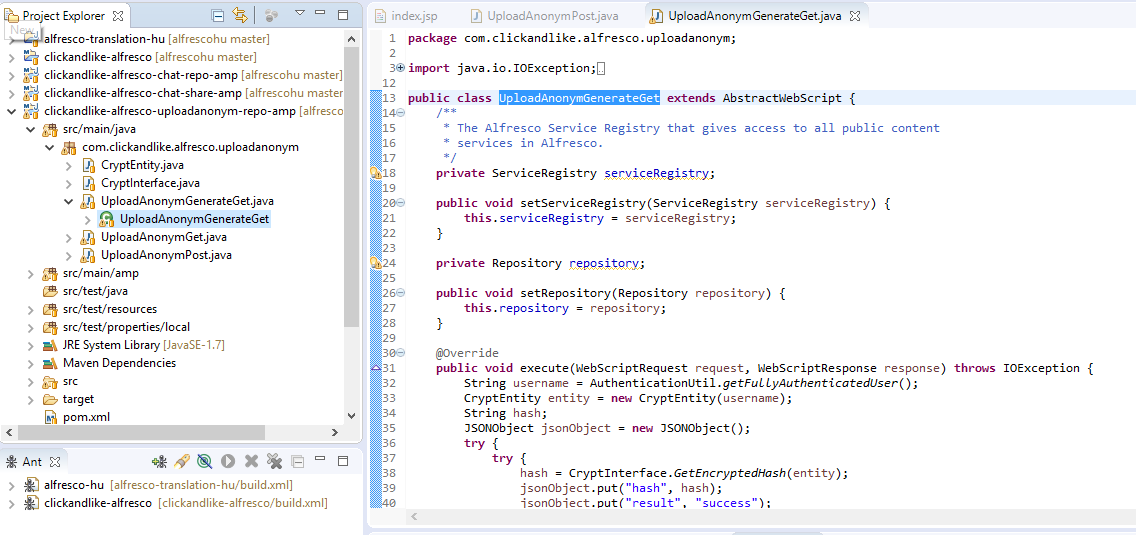 Project Explorer
New
alfresco-translation-hu [alfrescohu master]
clickandlike-alfresco [alfrescohu master]
clickandlike-alfresco-chat-repo-amp [alfrescohu master]
clickandlike-alfresco-chat-share-amp [alfrescohu master]
clickandlike-alfresco-uploadanonym-repo-amp [alfrescohu
src/main/java
com.clickandlike.alfresco.uploadanonym
CryptEntity.java
CryptInterface.java
UploadAnonymGenerateGet.java
UploadAnonymGenerateGet
UploadAnonymGet.java
UploadAnonymPost.java
src/main/amp
src/test/java
src/test/resources
src/test/properties/local
JRE System Library [JavaSE-1.7]
Maven Dependencies
src
target
pom.xml
Ant
alfresco-hu [alfresco-translation-hu/build.xml]
clickandlike-alfresco [clickandlike-alfresco/build.xml]
index.jsp UploadAnonymPost.java UploadAnonymGenerateGet.java
1 package com.clickandlike.alfresco.uploadanonym;
2
3 import java.io.IOException;
12
13 public class UploadAnonymGenerateGet extends AbstractWebScript {
14 /**
15 * The Alfresco Service Registry that gives access to all public content
16 * services in Alfresco.
17 */
18 private ServiceRegistry serviceRegistry;
19
20 public void setServiceRegistry(ServiceRegistry serviceRegistry) {
21 this.serviceRegistry = serviceRegistry;
22 }
23
24 private Repository repository;
25
26 public void setRepository(Repository repository) {
27 this.repository = repository;
28 }
29
30 @Override
31 public void execute(WebScriptRequest request, WebScriptResponse response) throws IOException {
32 String username = AuthenticationUtil.getFullyAuthenticatedUser();
33 CryptEntity entity = new CryptEntity(username);
34 String hash;
35 JSONObject jsonObject = new JSONObject();
36 try {
37 try {
38 hash = CryptInterface.GetEncryptedHash(entity);
39 jsonObject.put("hash", hash);
40 jsonObject.put("result", "success");